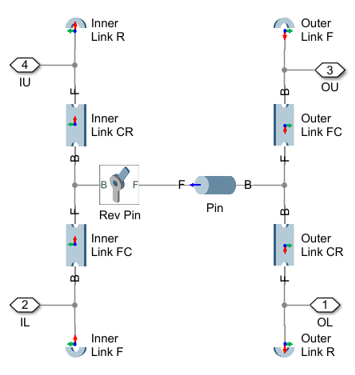 Inner
Link R
Outer
Link F
4
IU
3
OU
F
B
Inner
Link CR
Outer
Link FC
B
F
B
F
Rev Pin
F
B
Pin
F
B
Inner
Link FC
Outer
Link CR
B
F
2
IL
1
OL
Inner
Link F
Outer
Link R